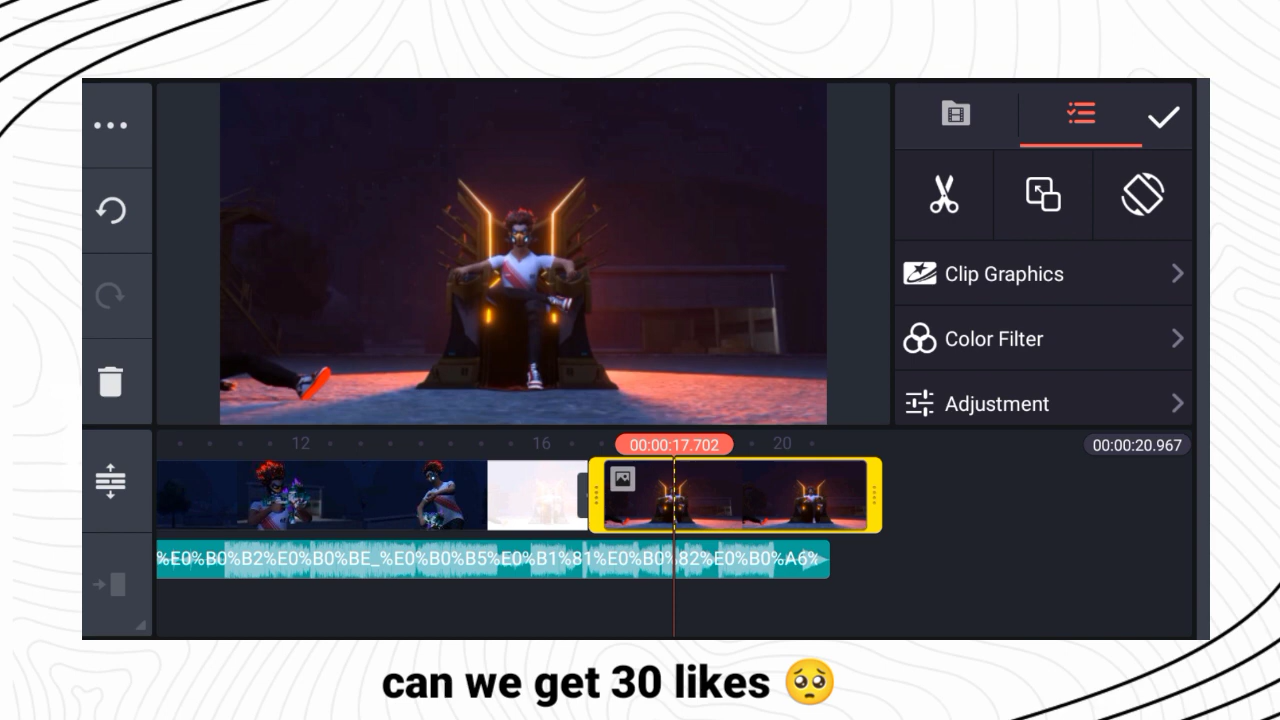 Clip Graphics
Color Filter
Adjustment
12
16
00:00:17.702
20
00:00:20.967
%E0%B0%B2%E0%B0%BE_%E0%B0%B5%E0%B1%81%E0%B0%82%E0%B0%A6%
can we get 30 likes 🥺